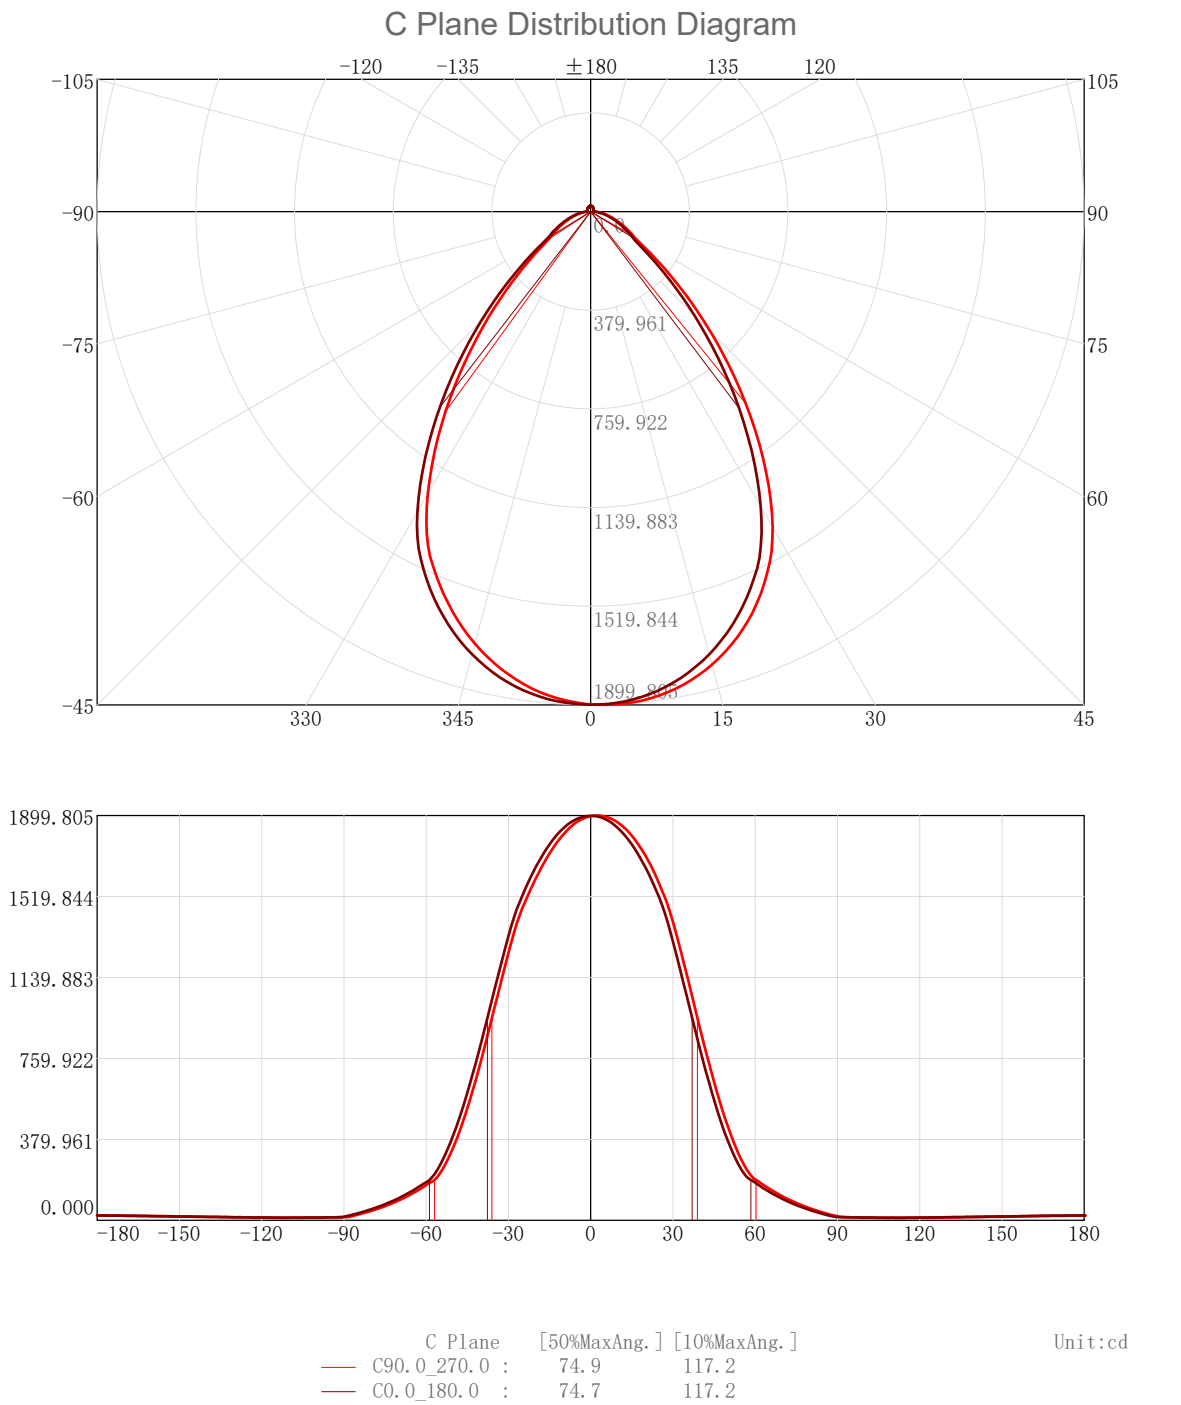 C Plane Distribution Diagram
-120 -135 ±180 135 120
-105 105
-90 90
0.0
379.961
-75 75
759.922
-60 60
1139.883
1519.844
1899.805
-45
330 345 0 15 30 45
1899.805
1519.844
1139.883
759.922
379.961
0.000
-180 -150 -120 -90 -60 -30 0 30 60 90 120 150 180
C Plane [50%MaxAng.] [10%MaxAng.] Unit:cd
C90.0_270.0 : 74.9 117.2
C0.0_180.0 : 74.7 117.2